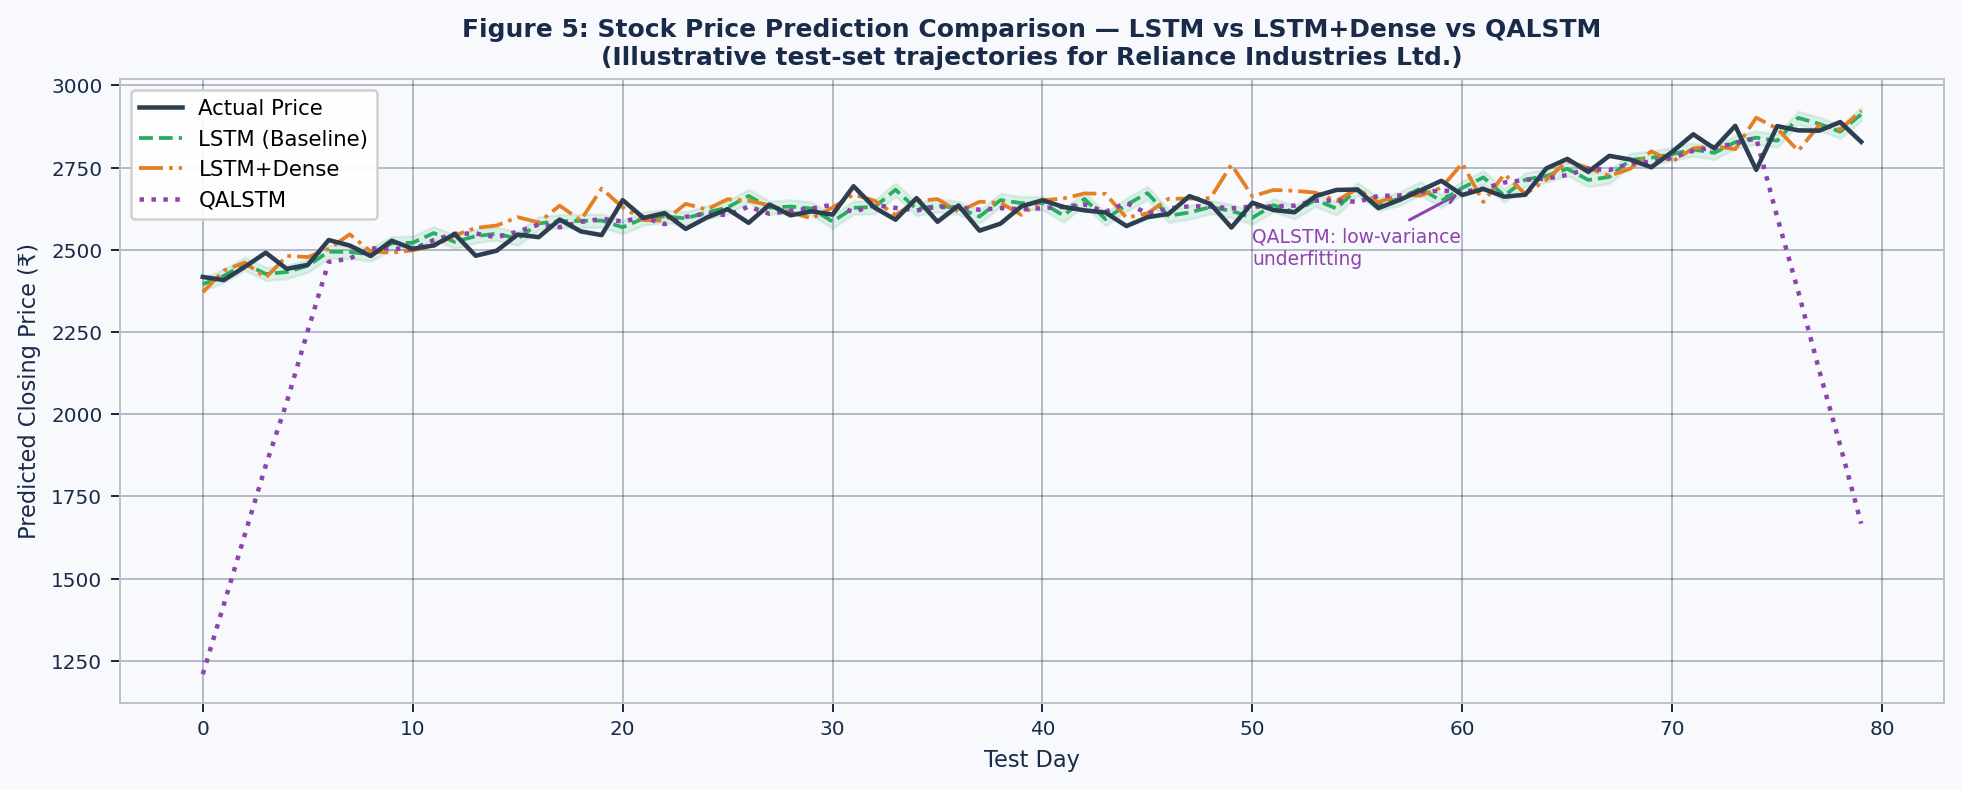 Figure 5: Stock Price Prediction Comparison — LSTM vs LSTM+Dense vs QALSTM
(Illustrative test-set trajectories for Reliance Industries Ltd.)
Actual Price
LSTM (Baseline)
LSTM+Dense
QALSTM
Predicted Closing Price (₹)
3000
2750
2500
2250
2000
1750
1500
1250
QALSTM: low-variance
underfitting
0 10 20 30 40 50 60 70 80
Test Day